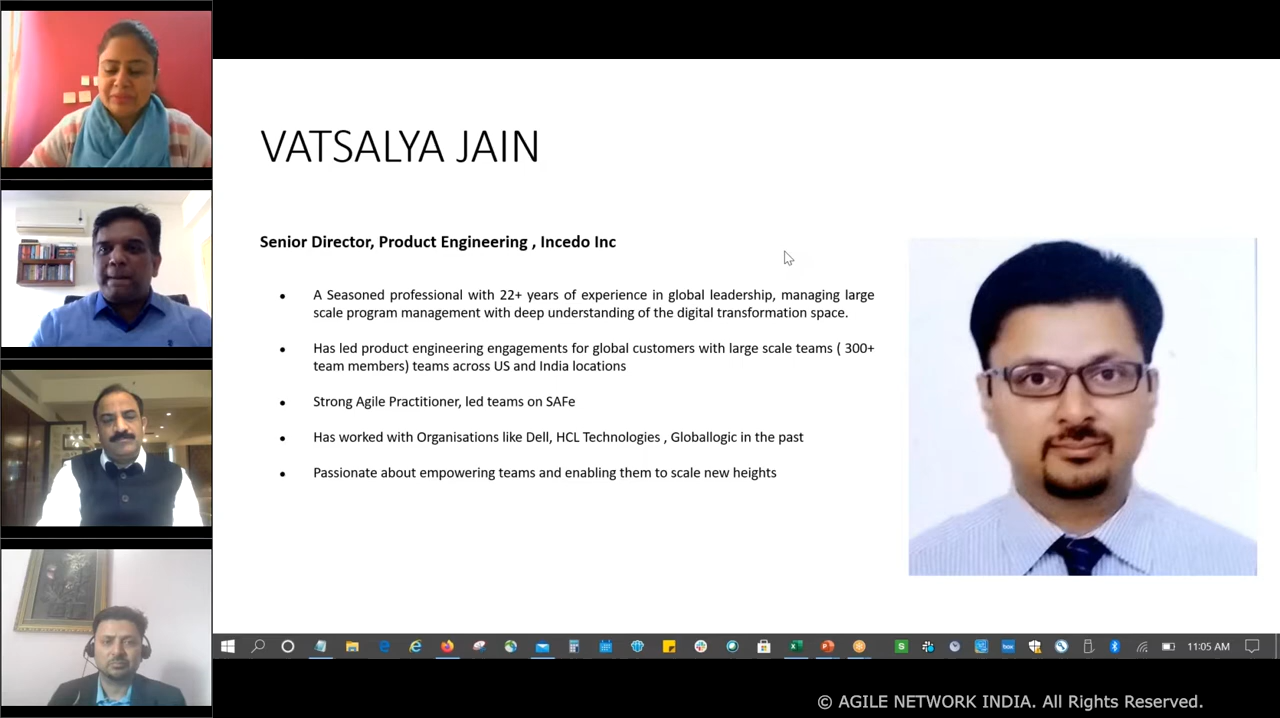 VATSALYA JAIN
Senior Director, Product Engineering , Incedo Inc
• A Seasoned professional with 22+ years of experience in global leadership, managing large
scale program management with deep understanding of the digital transformation space.
• Has led product engineering engagements for global customers with large scale teams ( 300+
team members) teams across US and India locations
• Strong Agile Practitioner, led teams on SAFe
• Has worked with Organisations like Dell, HCL Technologies , Globallogic in the past
• Passionate about empowering teams and enabling them to scale new heights
11:05 AM
© AGILE NETWORK INDIA. All Rights Reserved.